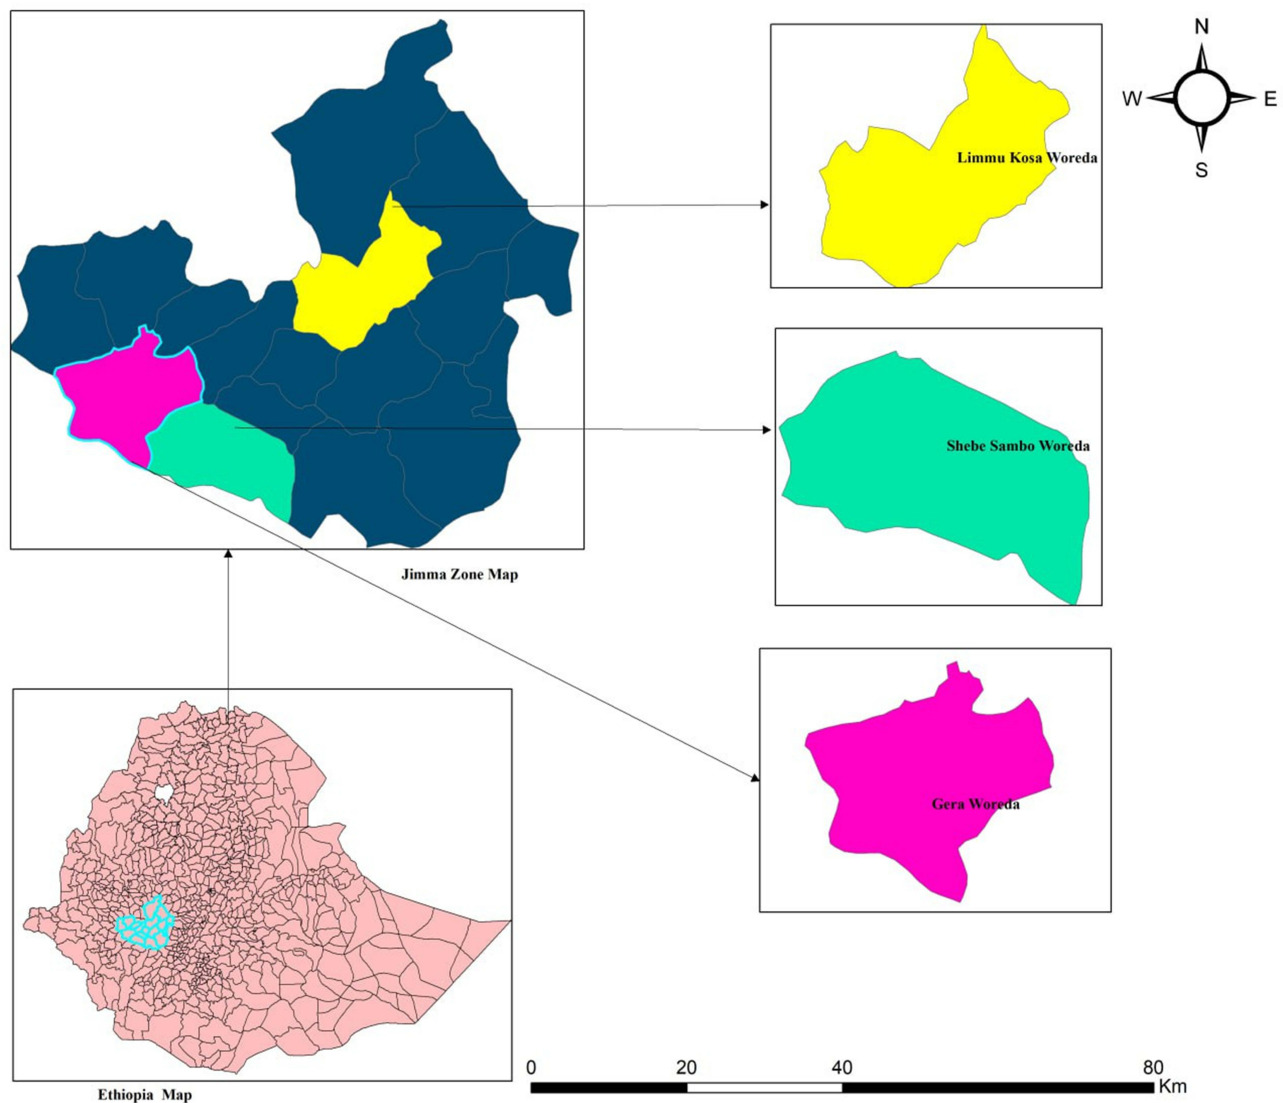 N
W E
S
Limmu Kosa Woreda
Shebe Sambo Woreda
Jimma Zone Map
Gera Woreda
0 20 40 80
Km
Ethiopia Map